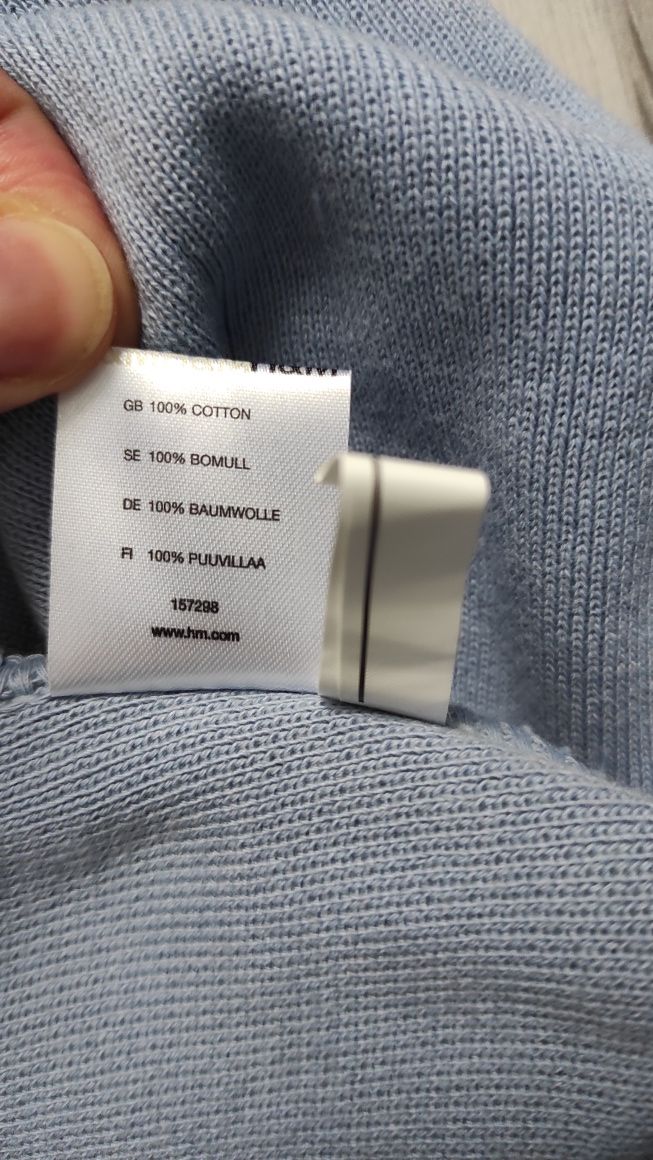 GB 100% COTTON
SE 100% BOMULL
DE 100% BAUMWOLLE
FI 100% PUUVILLAA
157298
www.hm.com